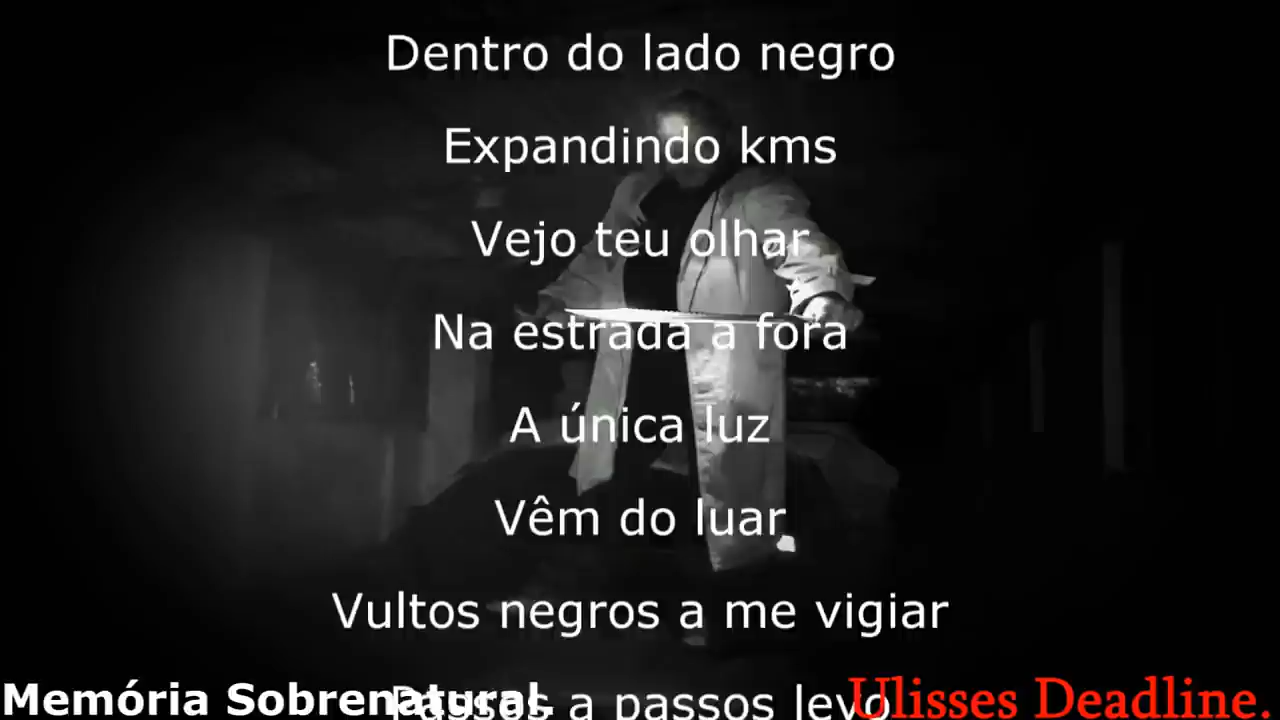 Dentro do lado negro
Expandindo kms
Vejo teu olhar
Na estrada a fora
A única luz
Vêm do luar
Vultos negros a me vigiar
Passos a passos levo
Memória Sobrenatural.
Ulisses Deadline.